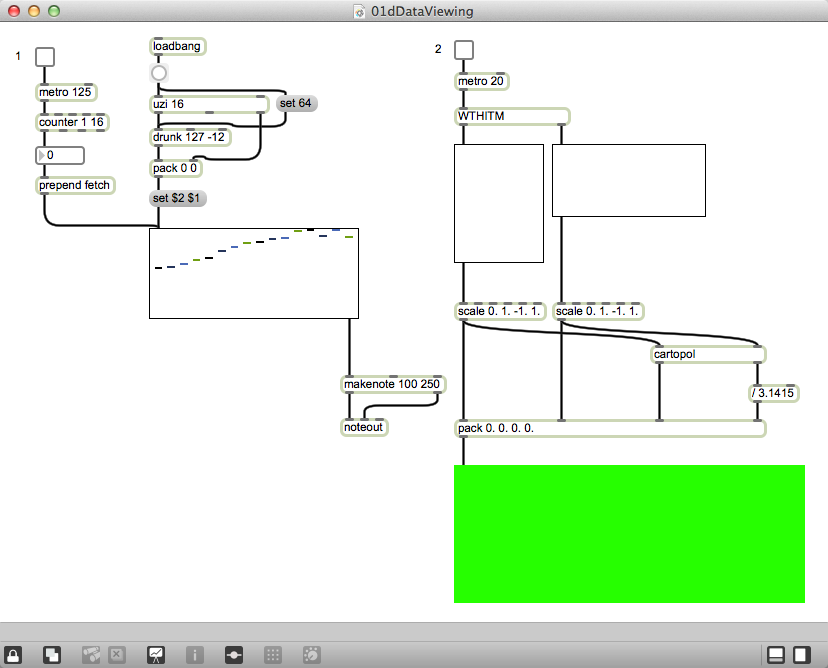 01dDataViewing
1
loadbang
metro 125
uzi 16
set 64
counter 1 16
drunk 127 -12
0
pack 0 0
prepend fetch
set $2 $1
makenote 100 250
noteout
2
metro 20
WTHITM
scale 0. 1. -1. 1.
scale 0. 1. -1. 1.
cartopol
/ 3.1415
pack 0. 0. 0. 0.